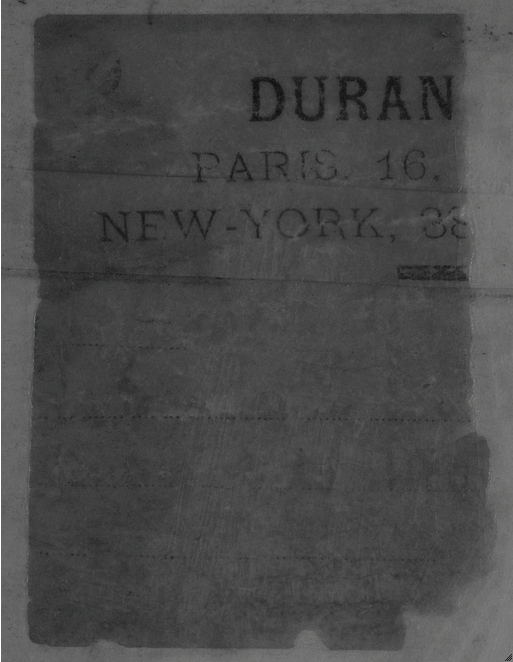 DURAN
PARIS. 16.
NEW-YORK, 38